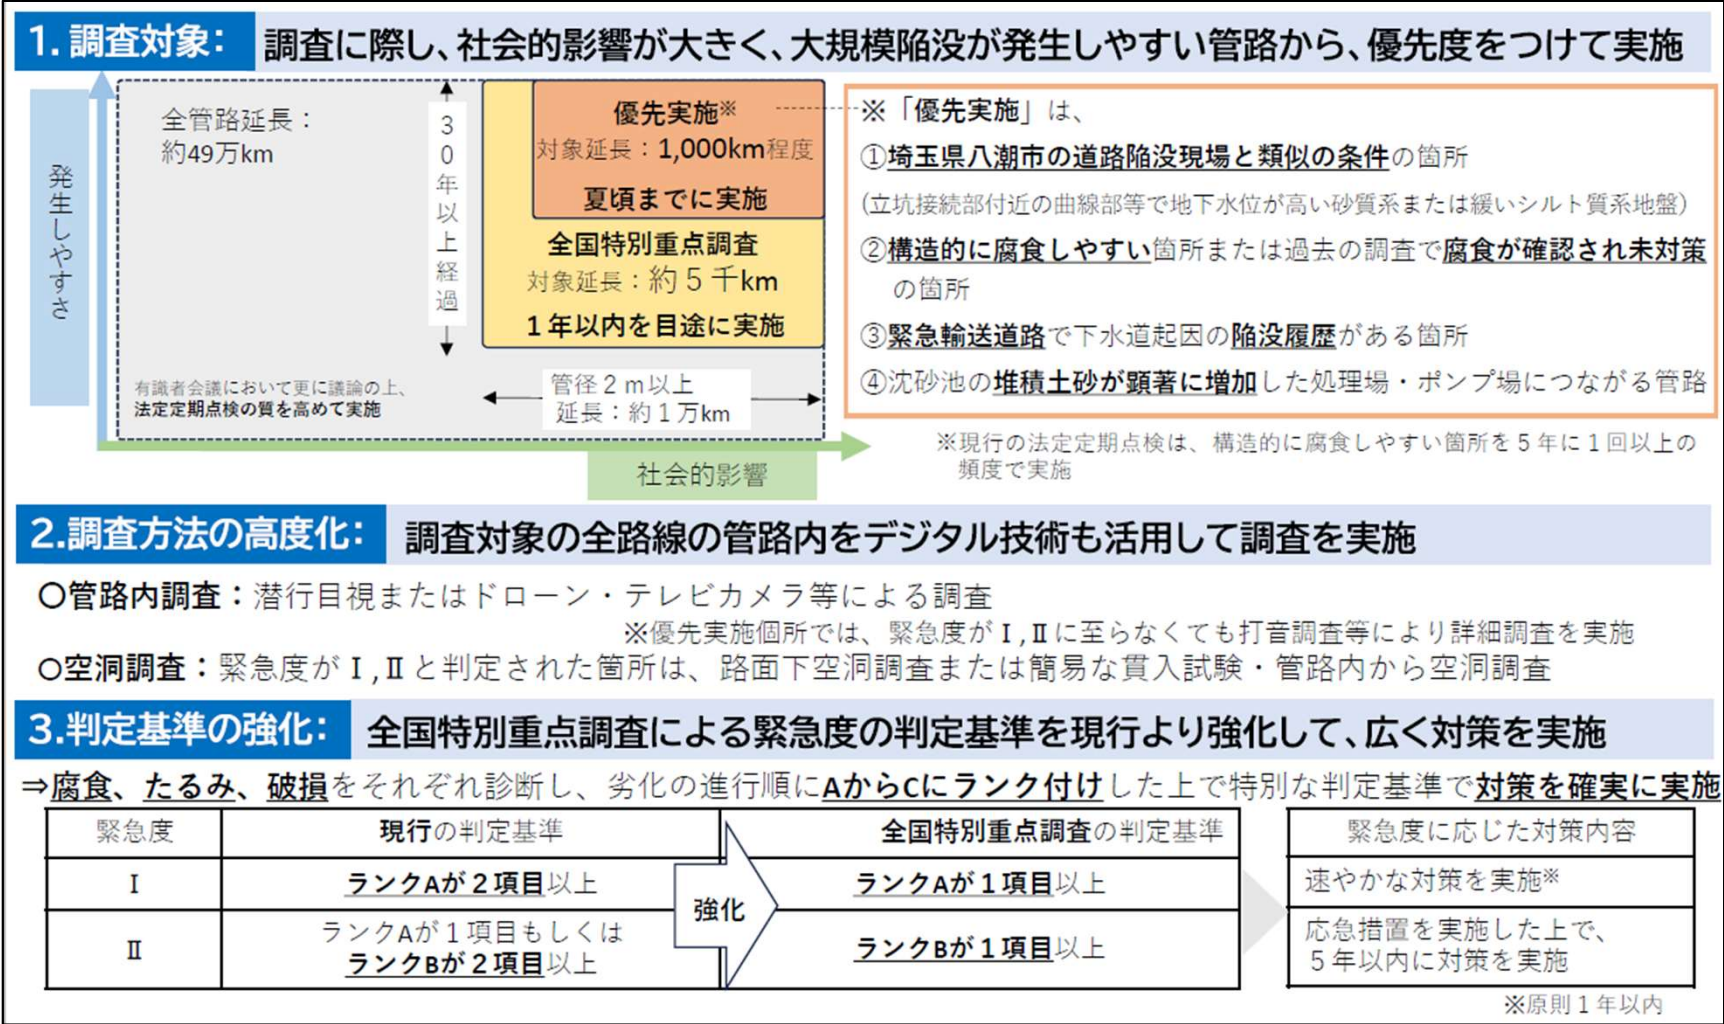 1. 調査対象：
調査に際し、社会的影響が大きく、大規模陥没が発生しやすい管路から、優先度をつけて実施
発生しやすさ
全管路延長：
約49万km
30年以上経過
優先実施※
対象延長：1,000km程度
夏頃までに実施
全国特別重点調査
対象延長：約５千km
１年以内を目途に実施
有識者会議において更に議論の上、
法定定期点検の質を高めて実施
管径２ｍ以上
延長：約１万km
社会的影響
※「優先実施」は、
①埼玉県八潮市の道路陥没現場と類似の条件の箇所
(立坑接続部付近の曲線部等で地下水位が高い砂質系または緩いシルト質系地盤)
②構造的に腐食しやすい箇所または過去の調査で腐食が確認され未対策
の箇所
③緊急輸送道路で下水道起因の陥没履歴がある箇所
④沈砂池の堆積土砂が顕著に増加した処理場・ポンプ場につながる管路
※現行の法定定期点検は、構造的に腐食しやすい箇所を５年に１回以上の
頻度で実施
2.調査方法の高度化：
調査対象の全路線の管路内をデジタル技術も活用して調査を実施
〇管路内調査：潜行目視またはドローン・テレビカメラ等による調査
※優先実施個所では、緊急度がⅠ,Ⅱに至らなくても打音調査等により詳細調査を実施
〇空洞調査：緊急度がⅠ,Ⅱと判定された箇所は、路面下空洞調査または簡易な貫入試験・管路内から空洞調査
3.判定基準の強化：
全国特別重点調査による緊急度の判定基準を現行より強化して、広く対策を実施
⇒腐食、たるみ、破損をそれぞれ診断し、劣化の進行順にAからCにランク付けした上で特別な判定基準で対策を確実に実施
緊急度
現行の判定基準
全国特別重点調査の判定基準
緊急度に応じた対策内容
Ⅰ
ランクAが２項目以上
強化
ランクAが１項目以上
速やかな対策を実施※
Ⅱ
ランクAが１項目もしくは
ランクBが２項目以上
ランクBが１項目以上
応急措置を実施した上で、
５年以内に対策を実施
※原則１年以内